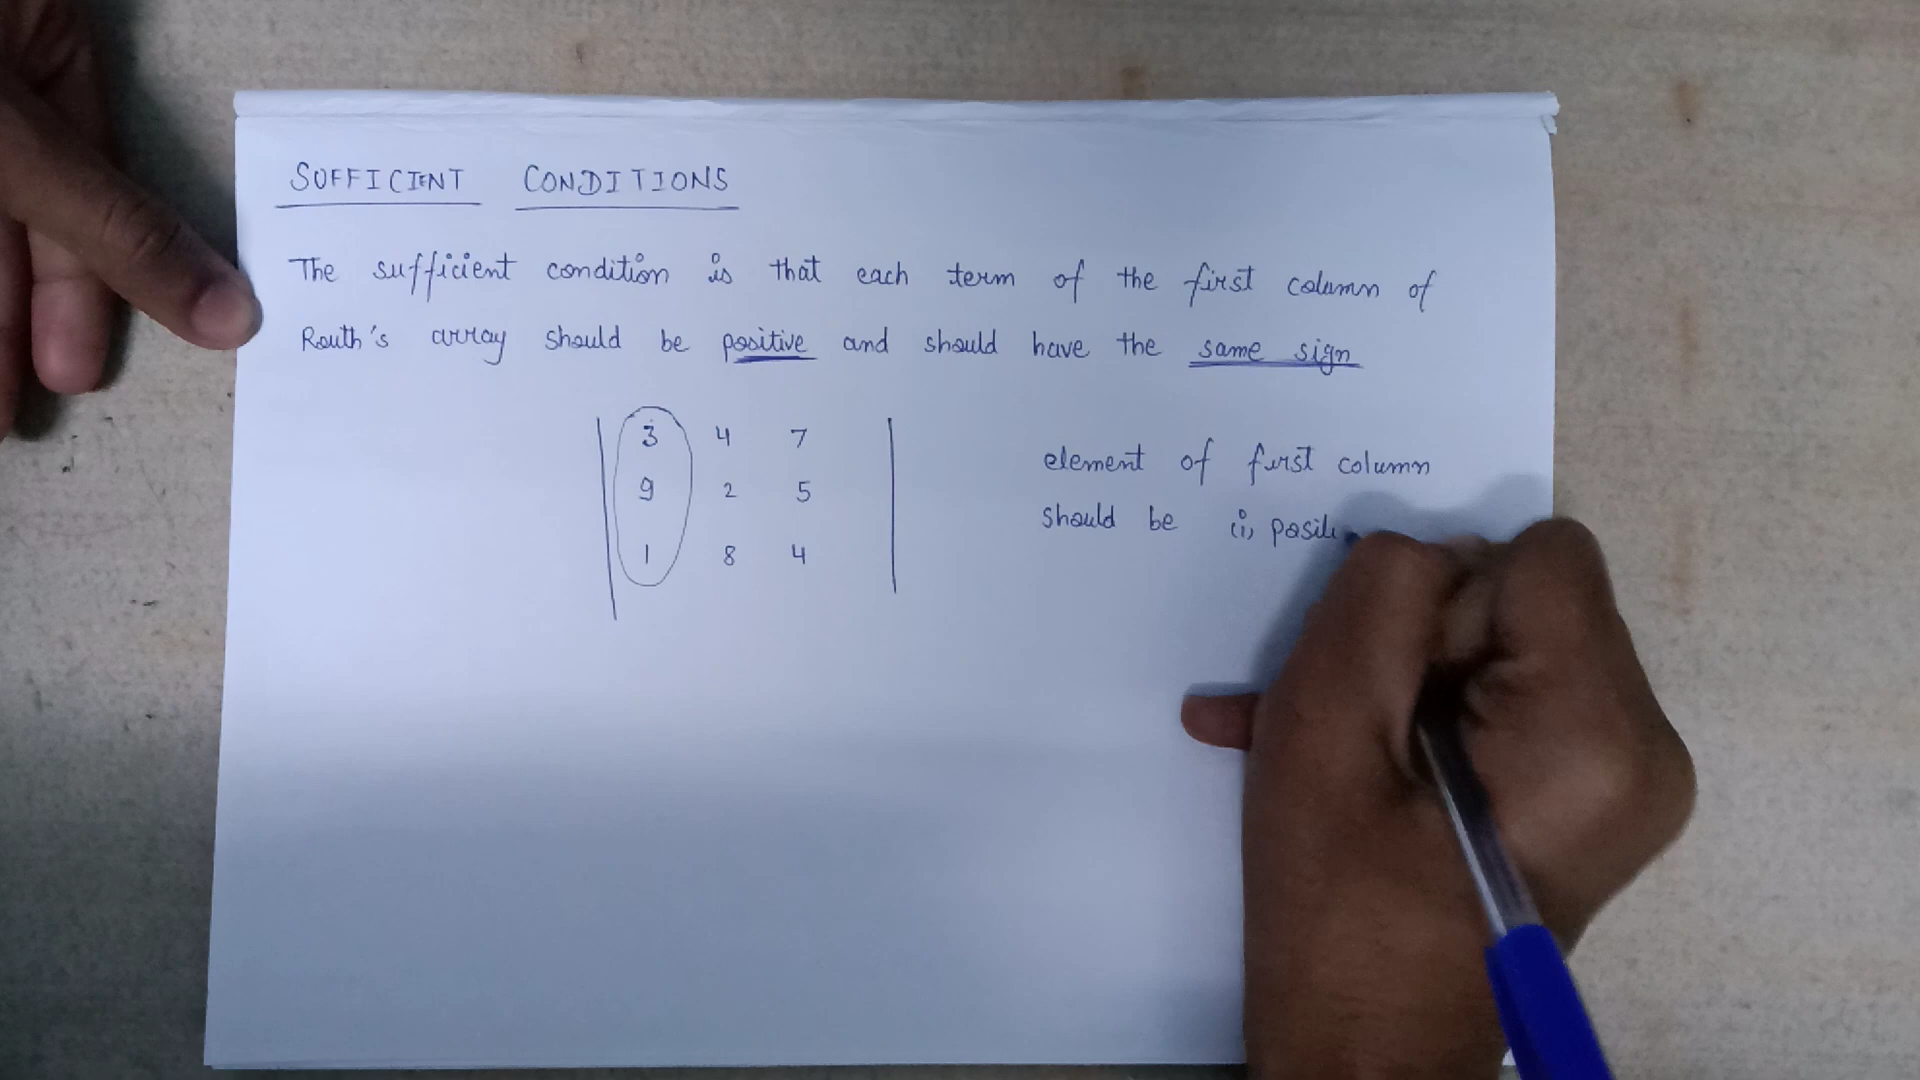 SUFFICIENT CONDITIONS
The sufficient condition is that each term of the first column of
Routh's array should be positive and should have the same sign
3 4 7
9 2 5
1 8 4
element of first column
should be (i)